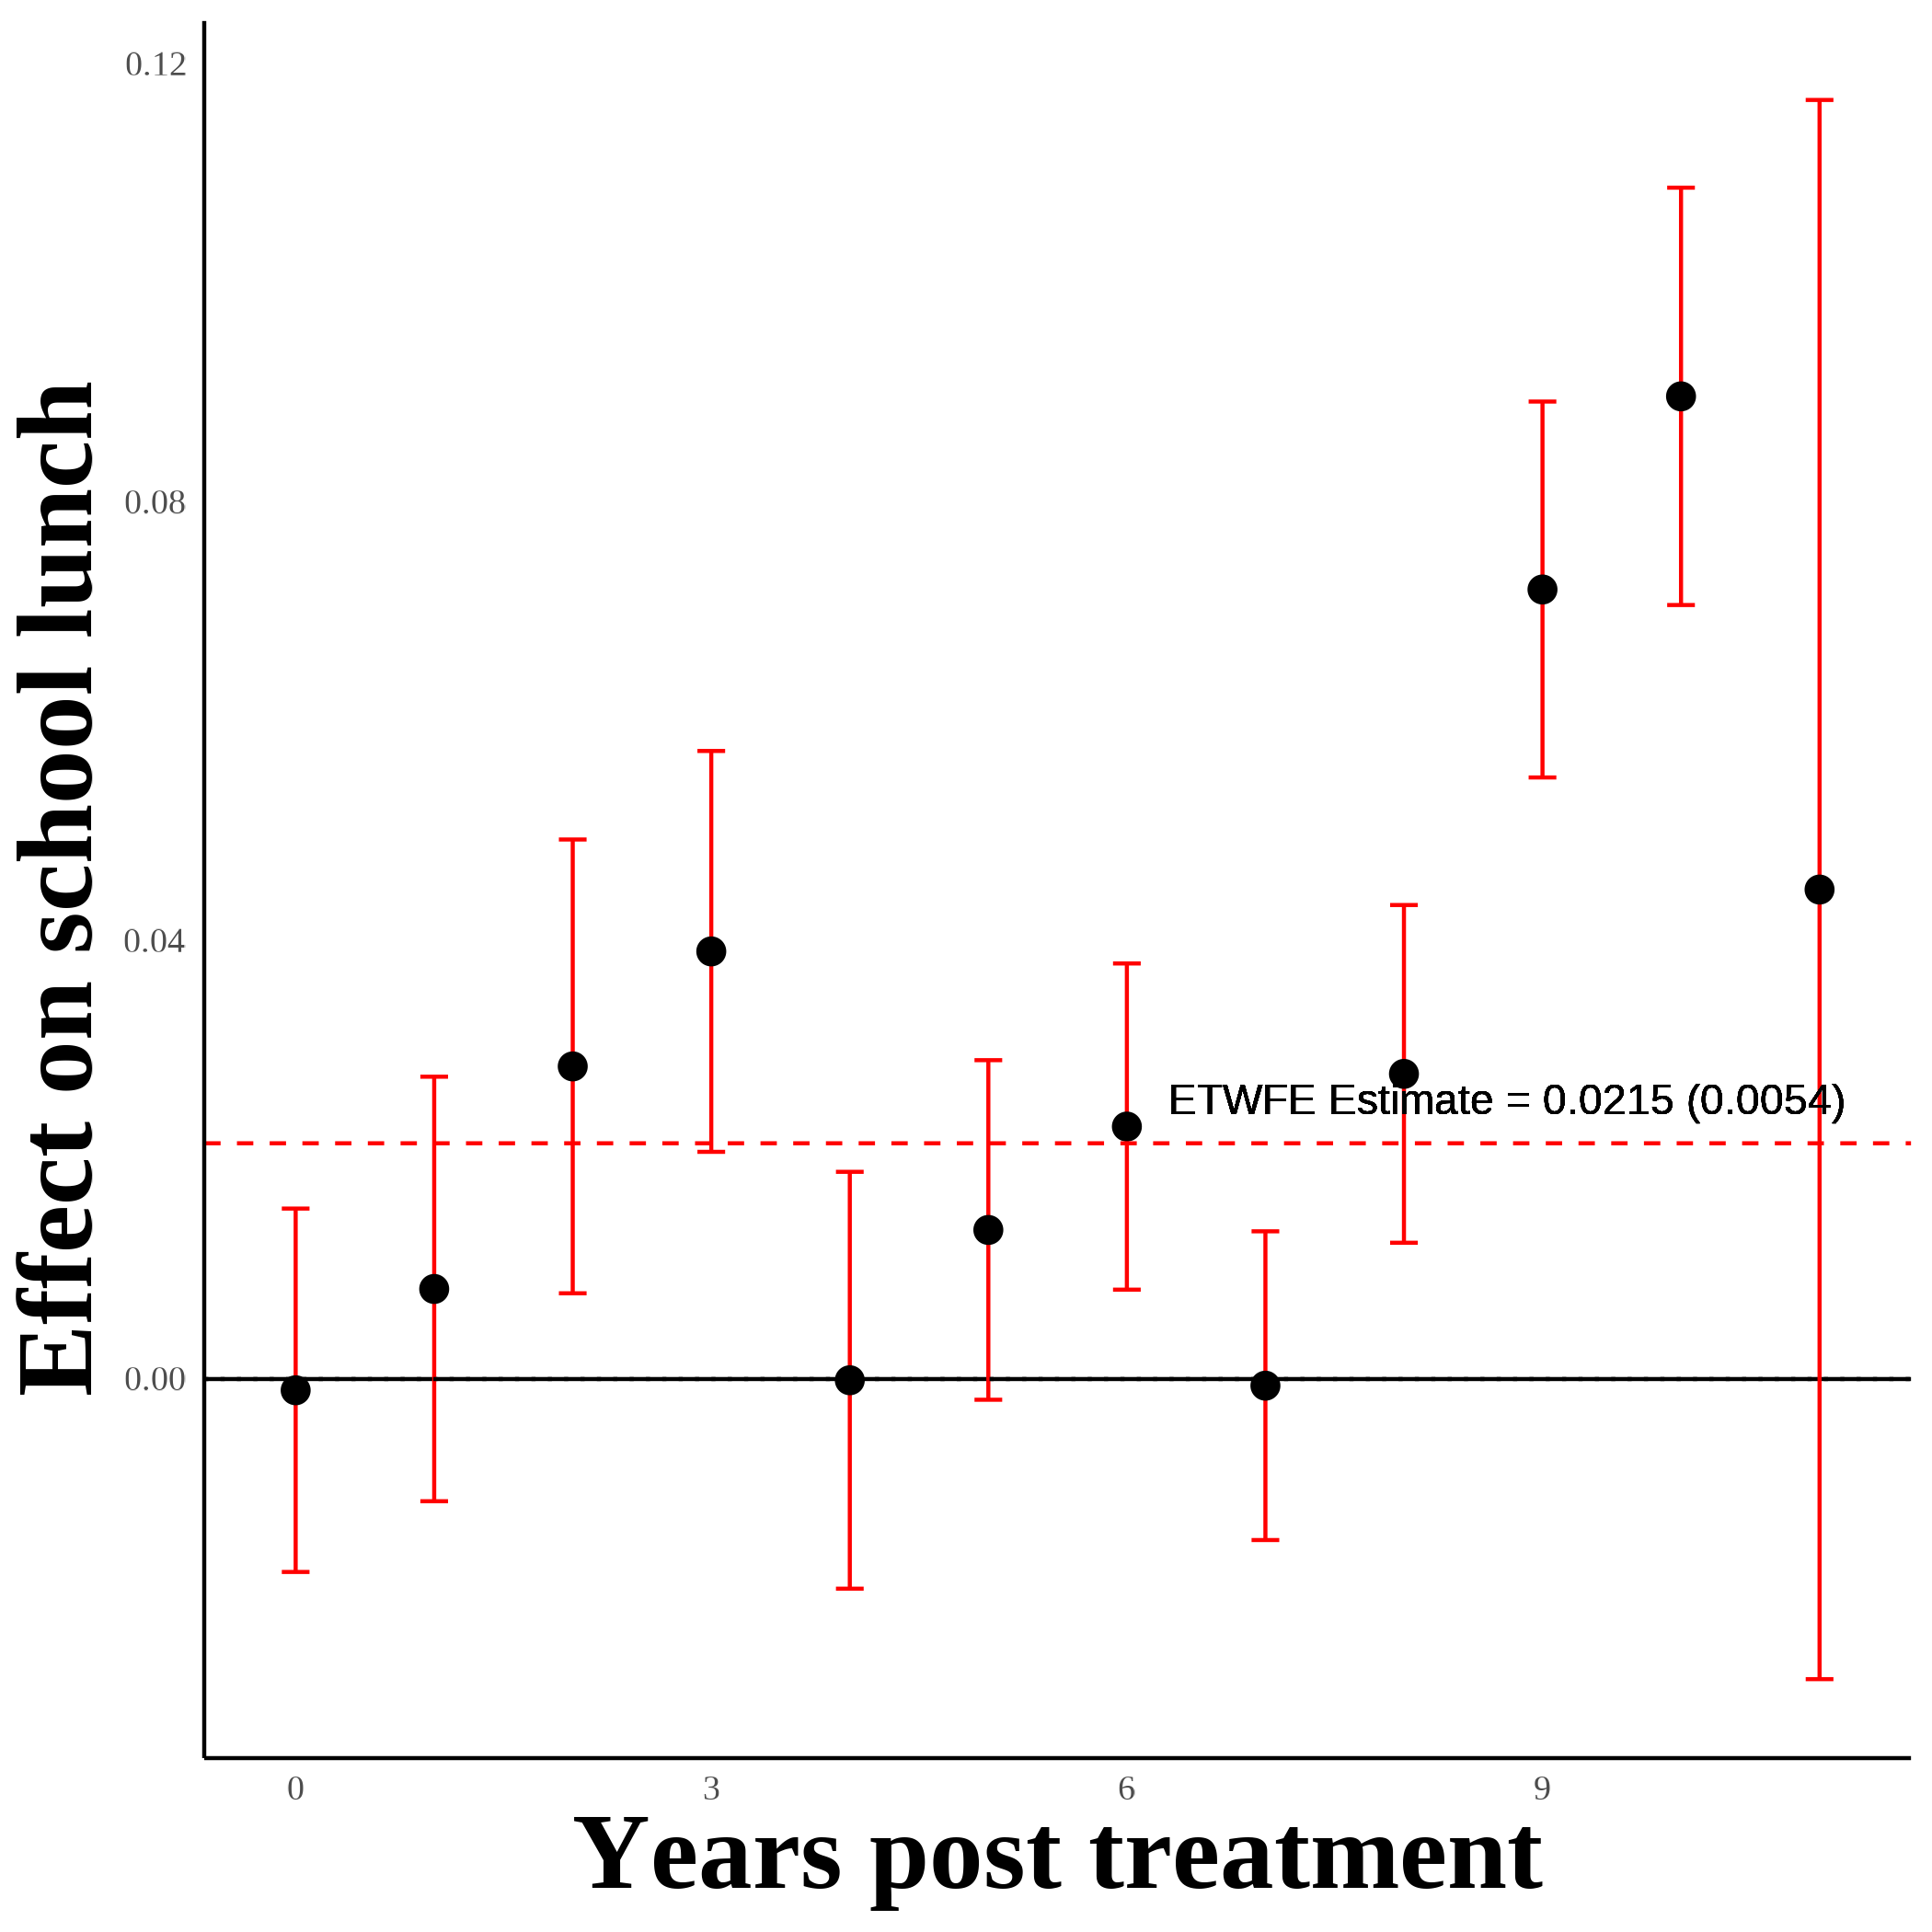 Effect on school lunch
0.12
0.08
0.04
0.00
ETWFE Estimate = 0.0215 (0.0054)
0 3 6 9
Years post treatment